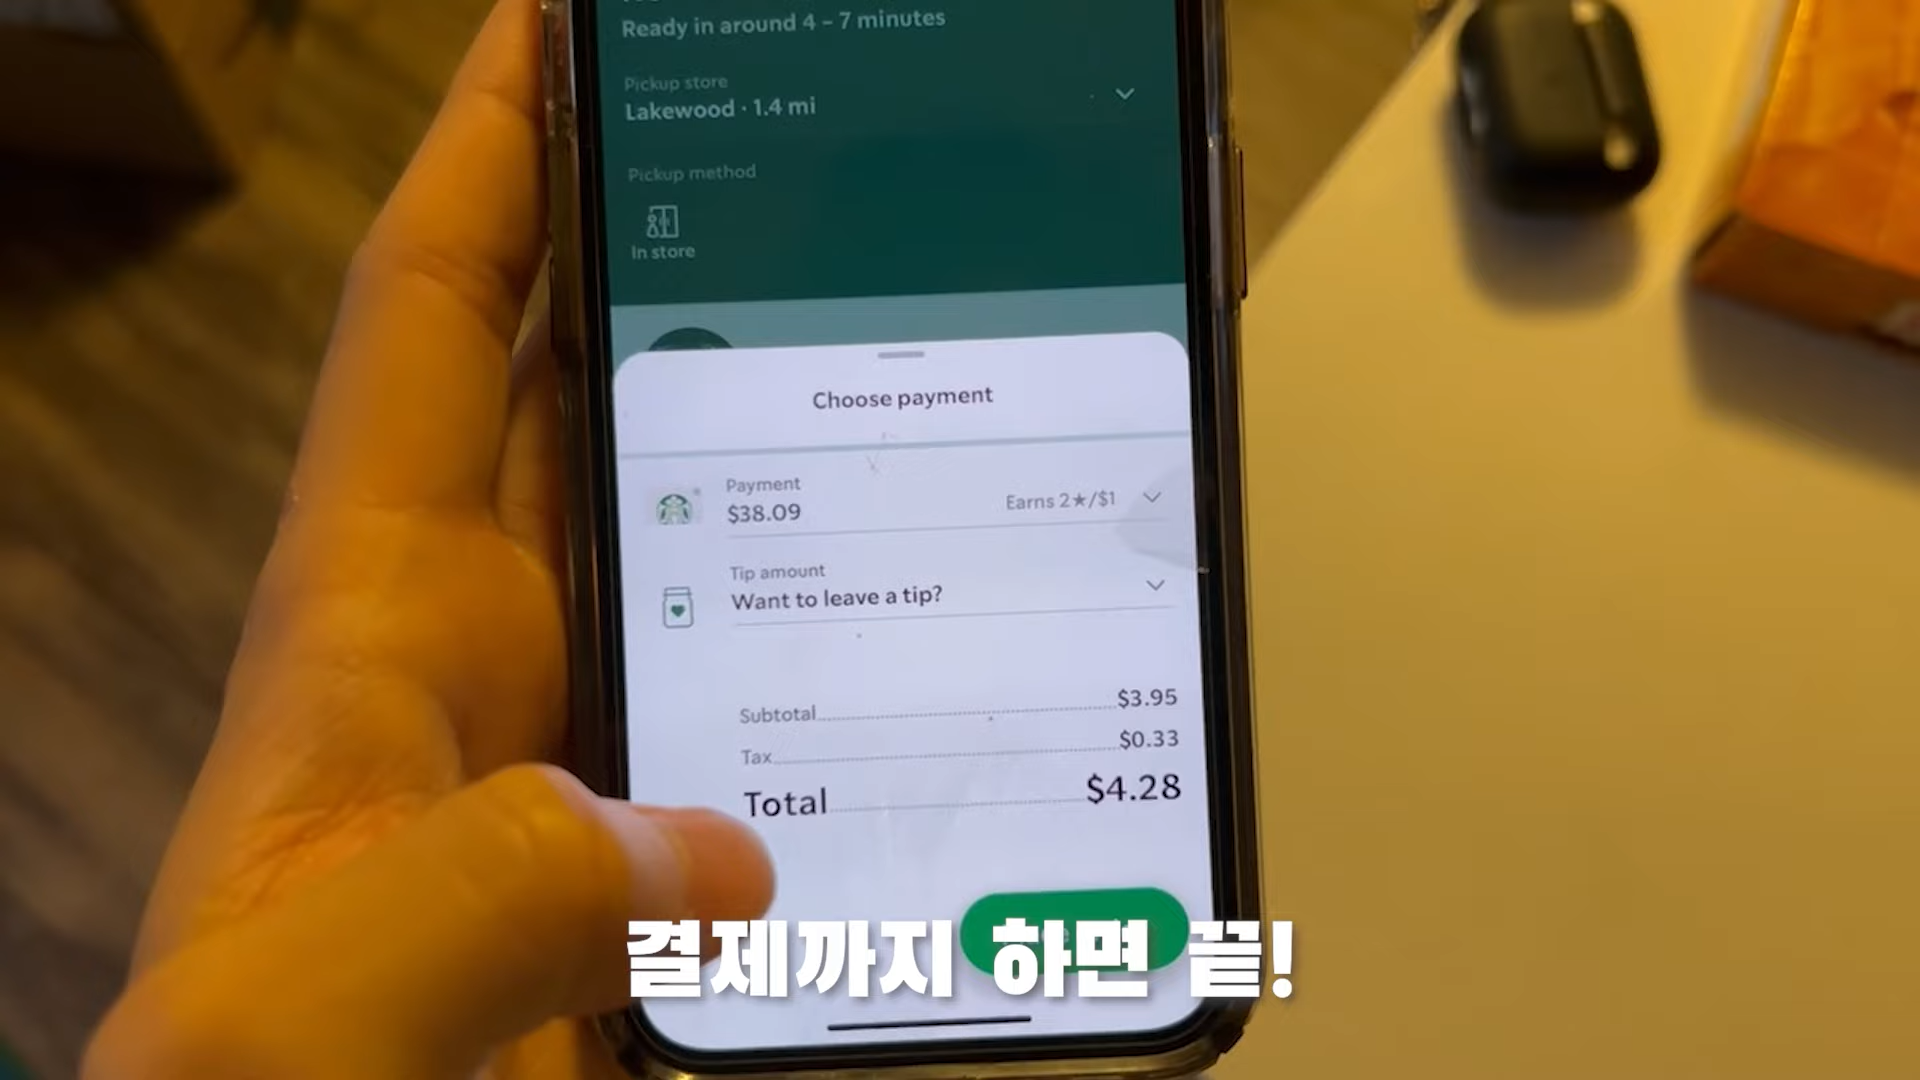 Ready in around 4 – 7 minutes
Pickup store
Lakewood · 1.4 mi
Pickup method
In store
Choose payment
Payment
$38.09
Earns 2★/$1
Tip amount
Want to leave a tip?
Subtotal $3.95
Tax $0.33
Total $4.28
결제까지 하면 끝!